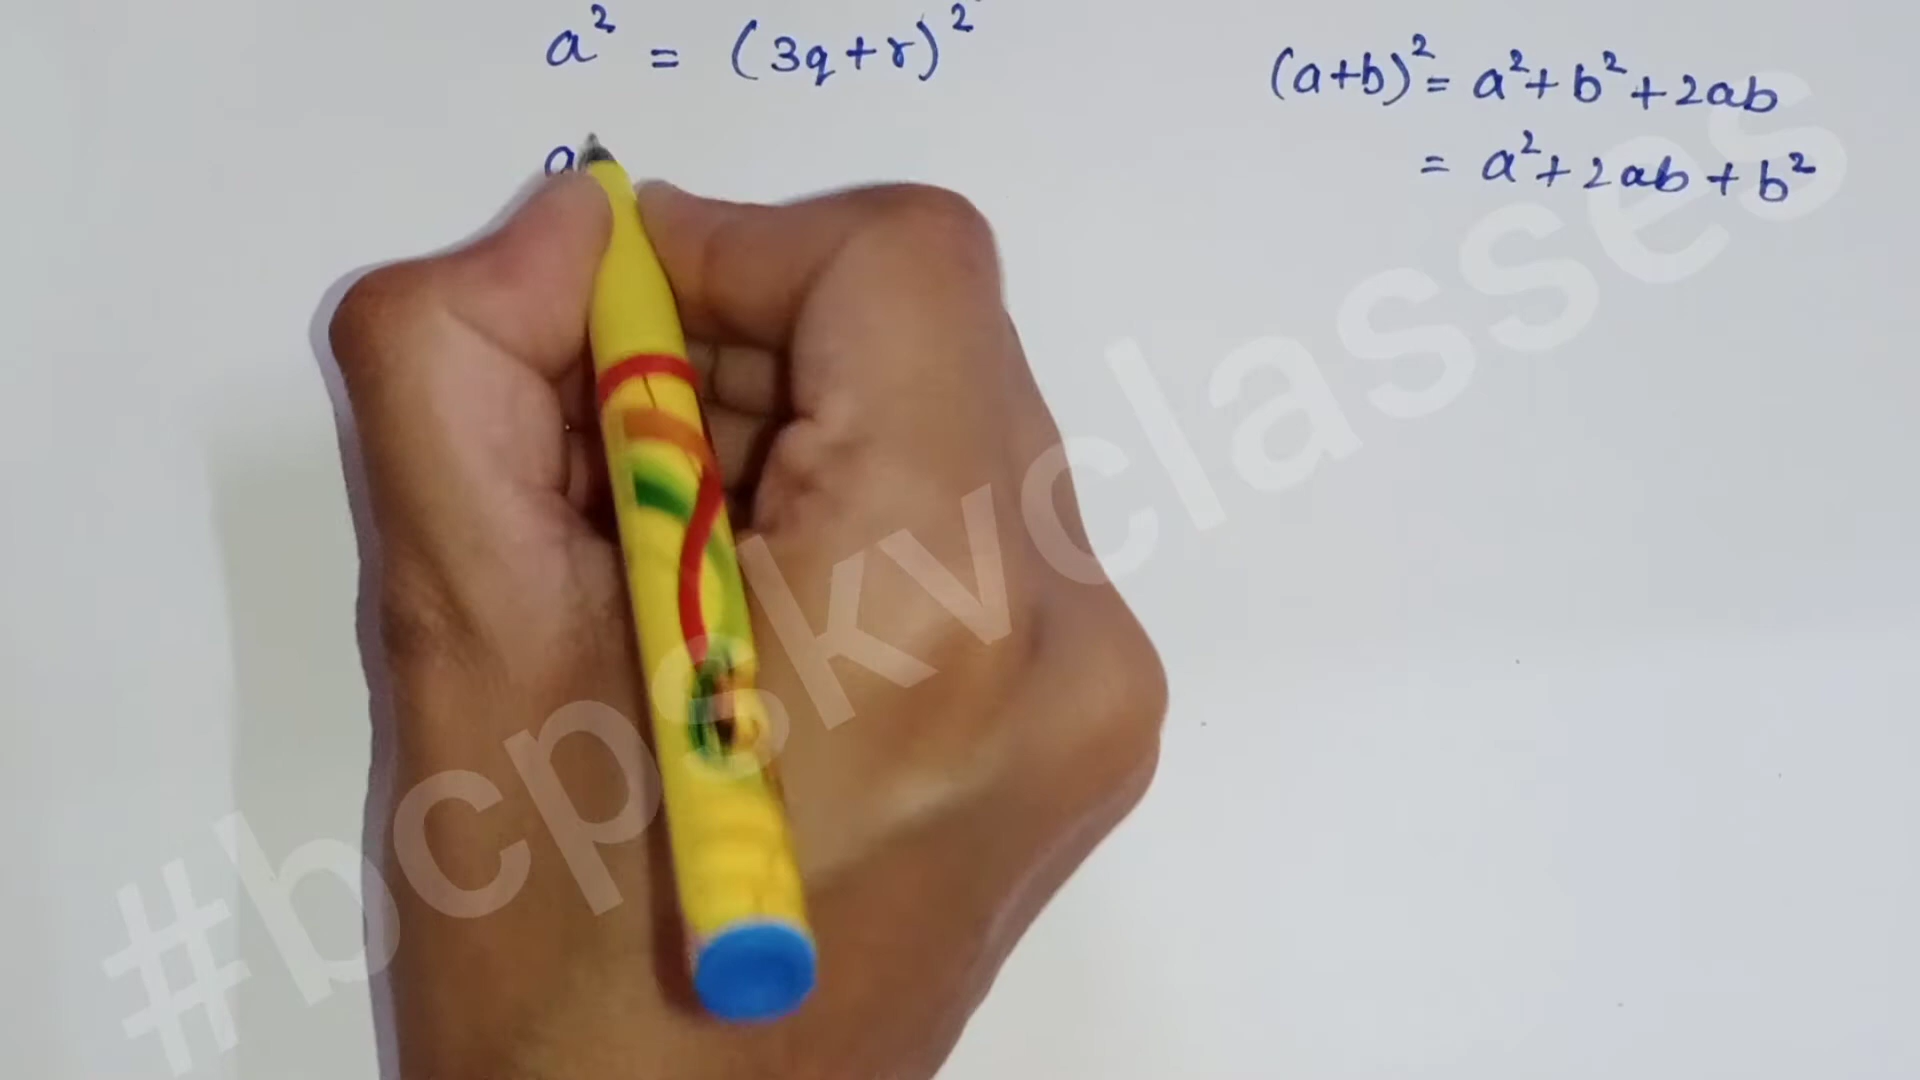 a² = (3q+r)²
(a+b)² = a²+b²+2ab
= a²+2ab+b²
a
#bcpskvclasses